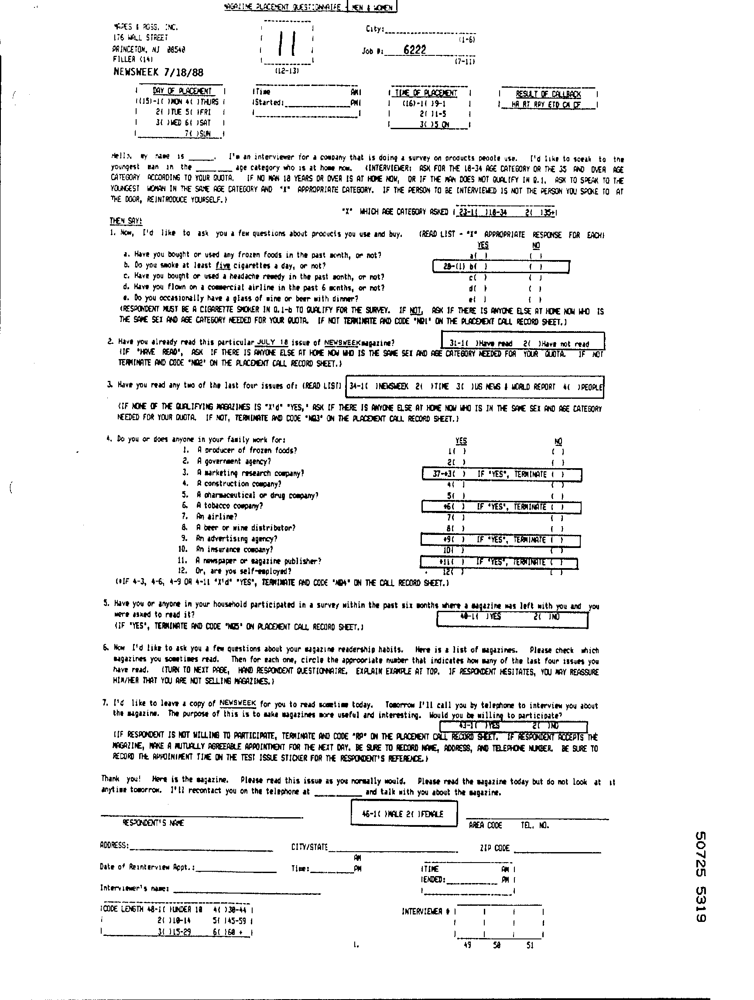 MAGAZINE PLACEMENT QUESTIONNAIRE | MEN & WOMEN
MAPES & ROSS, INC.
176 WALL STREET
PRINCETON, NJ 08540
FILLER (14)
NEWSWEEK 7/18/88
11
(12-13)
City:
(1-6)
Job #: 6222
(7-11)
DAY OF PLACEMENT
(15)-1( )MON 4( )THURS
2( )TUE 5( )FRI
3( )WED 6( )SAT
7( )SUN
Time AM
Started: PM
TIME OF PLACEMENT
(16)-1( )9-1
2( )1-5
3( )5 ON
RESULT OF CALLBACK
HR RT RPY ETD CA CF
Hello, my name is ______. I'm an interviewer for a company that is doing a survey on products people use. I'd like to speak to the
youngest man in the ________ age category who is at home now. (INTERVIEWER: ASK FOR THE 18-34 AGE CATEGORY OR THE 35 AND OVER AGE
CATEGORY ACCORDING TO YOUR QUOTA. IF NO MAN 18 YEARS OR OVER IS AT HOME NOW, OR IF THE MAN DOES NOT QUALIFY IN Q.1, ASK TO SPEAK TO THE
YOUNGEST WOMAN IN THE SAME AGE CATEGORY AND "X" APPROPRIATE CATEGORY. IF THE PERSON TO BE INTERVIEWED IS NOT THE PERSON YOU SPOKE TO AT
THE DOOR, REINTRODUCE YOURSELF.)
"X" WHICH AGE CATEGORY ASKED | 23-1( )18-34 2( )35+|
THEN SAY:
1. Now, I'd like to ask you a few questions about products you use and buy. (READ LIST - "X" APPROPRIATE RESPONSE FOR EACH)
YES NO
a. Have you bought or used any frozen foods in the past month, or not? a( ) ( )
b. Do you smoke at least five cigarettes a day, or not? 28-(1) b( ) ( )
c. Have you bought or used a headache remedy in the past month, or not? c( ) ( )
d. Have you flown on a commercial airline in the past 6 months, or not? d( ) ( )
e. Do you occasionally have a glass of wine or beer with dinner? e( ) ( )
(RESPONDENT MUST BE A CIGARETTE SMOKER IN Q.1-b TO QUALIFY FOR THE SURVEY. IF NOT, ASK IF THERE IS ANYONE ELSE AT HOME NOW WHO IS
THE SAME SEX AND AGE CATEGORY NEEDED FOR YOUR QUOTA. IF NOT TERMINATE AND CODE "NQ1" ON THE PLACEMENT CALL RECORD SHEET.)
2. Have you already read this particular JULY 18 issue of NEWSWEEK magazine? 31-1( )Have read 2( )Have not read
(IF "HAVE READ", ASK IF THERE IS ANYONE ELSE AT HOME NOW WHO IS THE SAME SEX AND AGE CATEGORY NEEDED FOR YOUR QUOTA. IF NOT
TERMINATE AND CODE "NQ2" ON THE PLACEMENT CALL RECORD SHEET.)
3. Have you read any two of the last four issues of: (READ LIST) 34-1( )NEWSWEEK 2( )TIME 3( )US NEWS & WORLD REPORT 4( )PEOPLE
(IF NONE OF THE QUALIFYING MAGAZINES IS "X'd" "YES," ASK IF THERE IS ANYONE ELSE AT HOME NOW WHO IS IN THE SAME SEX AND AGE CATEGORY
NEEDED FOR YOUR QUOTA. IF NOT, TERMINATE AND CODE "NQ3" ON THE PLACEMENT CALL RECORD SHEET.)
4. Do you or does anyone in your family work for: YES NO
1. A producer of frozen foods? 1( ) ( )
2. A government agency? 2( ) ( )
3. A marketing research company? 37-*3( ) IF "YES", TERMINATE ( )
4. A construction company? 4( ) ( )
5. A pharmaceutical or drug company? 5( ) ( )
6. A tobacco company? *6( ) IF "YES", TERMINATE ( )
7. An airline? 7( ) ( )
8. A beer or wine distributor? 8( ) ( )
9. An advertising agency? *9( ) IF "YES", TERMINATE ( )
10. An insurance company? 10( ) ( )
11. A newspaper or magazine publisher? *11( ) IF "YES", TERMINATE ( )
12. Or, are you self-employed? 12( ) ( )
(*IF 4-3, 4-6, 4-9 OR 4-11 "X'd" "YES", TERMINATE AND CODE "NQ4" ON THE CALL RECORD SHEET.)
5. Have you or anyone in your household participated in a survey within the past six months where a magazine was left with you and you
were asked to read it? 40-1( )YES 2( )NO
(IF "YES", TERMINATE AND CODE "NQ5" ON PLACEMENT CALL RECORD SHEET.)
6. Now I'd like to ask you a few questions about your magazine readership habits. Here is a list of magazines. Please check which
magazines you sometimes read. Then for each one, circle the appropriate number that indicates how many of the last four issues you
have read. (TURN TO NEXT PAGE, HAND RESPONDENT QUESTIONNAIRE. EXPLAIN EXAMPLE AT TOP. IF RESPONDENT HESITATES, YOU MAY REASSURE
HIM/HER THAT YOU ARE NOT SELLING MAGAZINES.)
7. I'd like to leave a copy of NEWSWEEK for you to read sometime today. Tomorrow I'll call you by telephone to interview you about
the magazine. The purpose of this is to make magazines more useful and interesting. Would you be willing to participate?
43-1( )YES 2( )NO
(IF RESPONDENT IS NOT WILLING TO PARTICIPATE, TERMINATE AND CODE "RP" ON THE PLACEMENT CALL RECORD SHEET. IF RESPONDENT ACCEPTS THE
MAGAZINE, MAKE A MUTUALLY AGREEABLE APPOINTMENT FOR THE NEXT DAY. BE SURE TO RECORD NAME, ADDRESS, AND TELEPHONE NUMBER. BE SURE TO
RECORD THE APPOINTMENT TIME ON THE TEST ISSUE STICKER FOR THE RESPONDENT'S REFERENCE.)
Thank you! Here is the magazine. Please read this issue as you normally would. Please read the magazine today but do not look at it
anytime tomorrow. I'll recontact you on the telephone at __________ and talk with you about the magazine.
46-1( )MALE 2( )FEMALE
RESPONDENT'S NAME AREA CODE TEL. NO.
ADDRESS: CITY/STATE ZIP CODE
Date of Reinterview Appt.: Time: AM PM
TIME AM
ENDED: PM
Interviewer's name:
CODE LENGTH 48-1( )UNDER 10 4( )30-44
2( )10-14 5( )45-59
3( )15-29 6( )60 +
INTERVIEWER #
49 50 51
1.
50725 5319